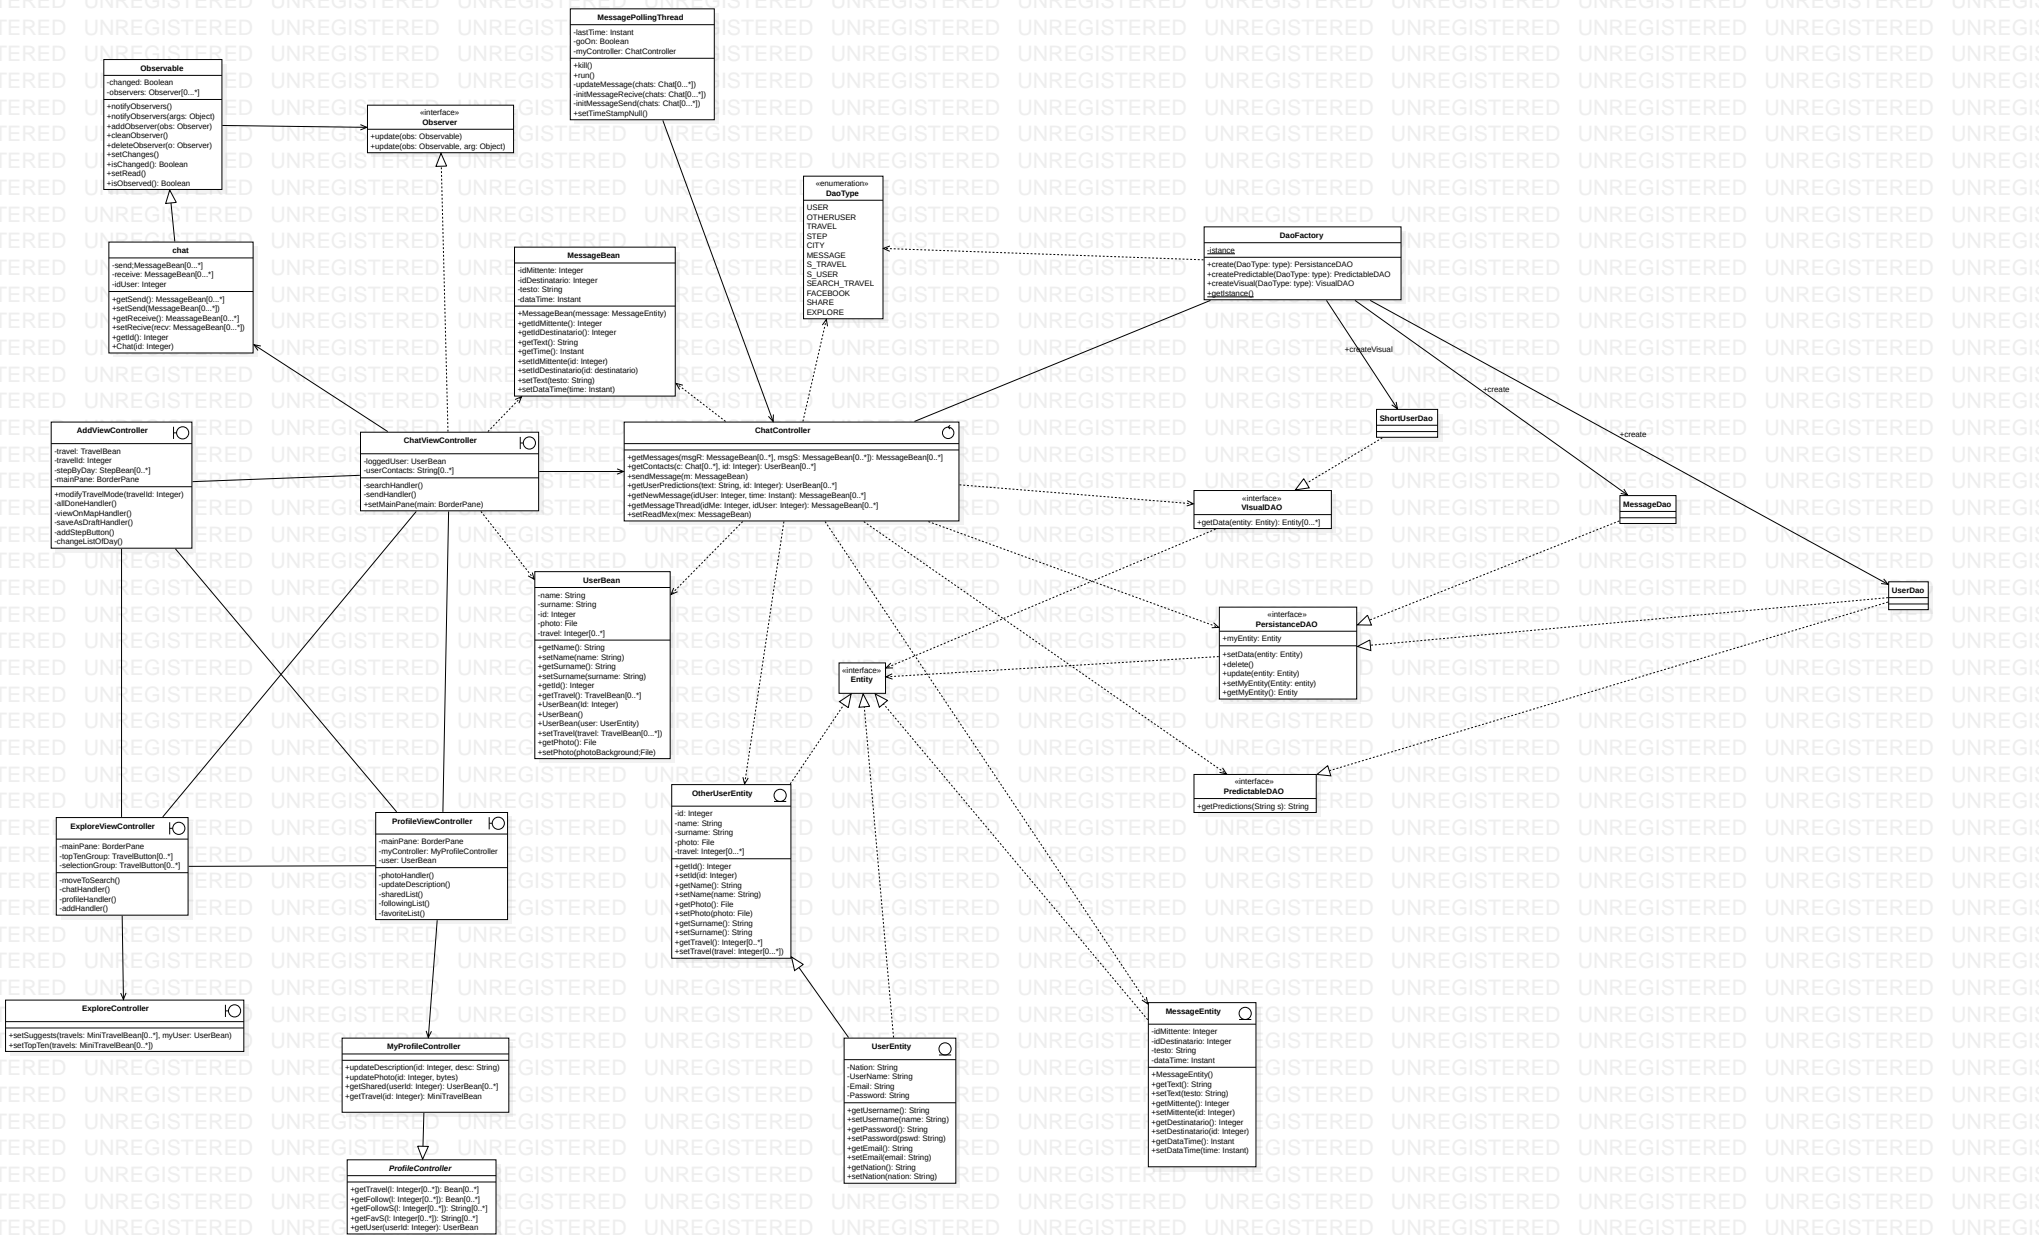 MessagePollingThread
-lastTime: Instant
-goOn: Boolean
-myController: ChatController
+kill()
+run()
-updateMessage(chats: Chat[0...*])
-initMessageRecive(chats: Chat[0...*])
-initMessageSend(chats: Chat[0...*])
+setTimeStampNull()
Observable
-changed: Boolean
-observers: Observer[0...*]
+notifyObservers()
+notifyObservers(args: Object)
+addObserver(obs: Observer)
+cleanObserver()
+deleteObserver(o: Observer)
+setChanges()
+isChanged(): Boolean
+setRead()
+isObserved(): Boolean
«interface»
Observer
+update(obs: Observable)
+update(obs: Observable, arg: Object)
«enumeration»
DaoType
USER
OTHERUSER
TRAVEL
STEP
CITY
MESSAGE
S_TRAVEL
S_USER
SEARCH_TRAVEL
FACEBOOK
SHARE
EXPLORE
DaoFactory
-istance
+create(DaoType: type): PersistanceDAO
+createPredictable(DaoType: type): PredictableDAO
+createVisual(DaoType: type): VisualDAO
+getIstance()
chat
-send;MessageBean[0...*]
-receive: MessageBean[0...*]
-idUser: Integer
+getSend(): MessageBean[0...*]
+setSend(MessageBean[0...*])
+getReceive(): MeassageBean[0...*]
+setRecive(recv: MessageBean[0...*])
+getId(): Integer
+Chat(id: Integer)
MessageBean
-idMittente: Integer
-idDestinatario: Integer
-testo: String
-dataTime: Instant
+MessageBean(message: MessageEntity)
+getIdMittente(): Integer
+getIdDestinatario(): Integer
+getText(): String
+getTime(): Instant
+setIdMittente(id: Integer)
+setIdDestinatario(id: destinatario)
+setText(testo: String)
+setDataTime(time: Instant)
+createVisual
+create
+create
ShortUserDao
AddViewController
-travel: TravelBean
-travelId: Integer
-stepByDay: StepBean[0..*]
-mainPane: BorderPane
+modifyTravelMode(travelId: Integer)
-allDoneHandler()
-viewOnMapHandler()
-saveAsDraftHandler()
-addStepButton()
-changeListOfDay()
ChatViewController
-loggedUser: UserBean
-userContacts: String[0..*]
-searchHandler()
-sendHandler()
+setMainPane(main: BorderPane)
ChatController
+getMessages(msgR: MessageBean[0..*], msgS: MessageBean[0..*]): MessageBean[0..*]
+getContacts(c: Chat[0..*], id: Integer): UserBean[0..*]
+sendMessage(m: MessageBean)
+getUserPredictions(text: String, id: Integer): UserBean[0..*]
+getNewMessage(idUser: Integer, time: Instant): MessageBean[0..*]
+getMessageThread(idMe: Integer, idUser: Integer): MessageBean[0..*]
+setReadMex(mex: MessageBean)
«interface»
VisualDAO
+getData(entity: Entity): Entity[0...*]
MessageDao
UserDao
UserBean
-name: String
-surname: String
-id: Integer
-photo: File
-travel: Integer[0..*]
+getName(): String
+setName(name: String)
+getSurname(): String
+setSurname(surname: String)
+getId(): Integer
+getTravel(): TravelBean[0..*]
+UserBean(Id: Integer)
+UserBean()
+UserBean(user: UserEntity)
+setTravel(travel: TravelBean[0...*])
+getPhoto(): File
+setPhoto(photoBackground;File)
«interface»
Entity
«interface»
PersistanceDAO
+myEntity: Entity
+setData(entity: Entity)
+delete()
+update(entity: Entity)
+setMyEntity(Entity: entity)
+getMyEntity(): Entity
«interface»
PredictableDAO
+getPredictions(String s): String
ExploreViewController
-mainPane: BorderPane
-topTenGroup: TravelButton[0..*]
-selectionGroup: TravelButton[0..*]
-moveToSearch()
-chatHandler()
-profileHandler()
-addHandler()
ProfileViewController
-mainPane: BorderPane
-myController: MyProfileController
-user: UserBean
-photoHandler()
-updateDescription()
-sharedList()
-followingList()
-favoriteList()
OtherUserEntity
-id: Integer
-name: String
-surname: String
-photo: File
-travel: Integer[0...*]
+getId(): Integer
+setId(id: Integer)
+getName(): String
+setName(name: String)
+getPhoto(): File
+setPhoto(photo: File)
+getSurname(): String
+setSurname(): String
+getTravel(): Integer[0..*]
+setTravel(travel: Integer[0...*])
ExploreController
+setSuggests(travels: MiniTravelBean[0..*], myUser: UserBean)
+setTopTen(travels: MiniTravelBean[0..*])
MyProfileController
+updateDescription(id: Integer, desc: String)
+updatePhoto(id: Integer, bytes)
+getShared(userId: Integer): UserBean[0..*]
+getTravel(id: Integer): MiniTravelBean
ProfileController
+getTravel(l: Integer[0..*]): Bean[0..*]
+getFollow(l: Integer[0..*]): Bean[0..*]
+getFollowS(l: Integer[0..*]): String[0..*]
+getFavS(l: Integer[0..*]): String[0..*]
+getUser(userId: Integer): UserBean
UserEntity
-Nation: String
-UserName: String
-Email: String
-Password: String
+getUsername(): String
+setUsername(name: String)
+getPassword(): String
+setPassword(pswd: String)
+getEmail(): String
+setEmail(email: String)
+getNation(): String
+setNation(nation: String)
MessageEntity
-idMittente: Integer
-idDestinatario: Integer
-testo: String
-dataTime: Instant
+MessageEntity()
+getText(): String
+setText(testo: String)
+getMittente(): Integer
+setMittente(id: Integer)
+getDestinatario(): Integer
+setDestinatario(id: Integer)
+getDataTime(): Instant
+setDataTime(time: Instant)
UNREGISTERED